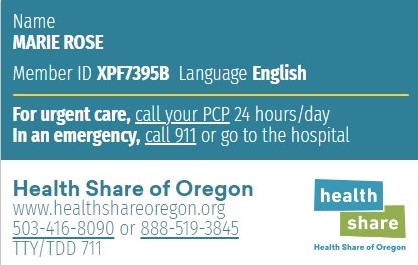 Name
MARIE ROSE
Member ID XPF7395B Language English
For urgent care, call your PCP 24 hours/day
In an emergency, call 911 or go to the hospital
Health Share of Oregon
www.healthshareoregon.org
503-416-8090 or 888-519-3845
TTY/TDD 711
health
share
Health Share of Oregon